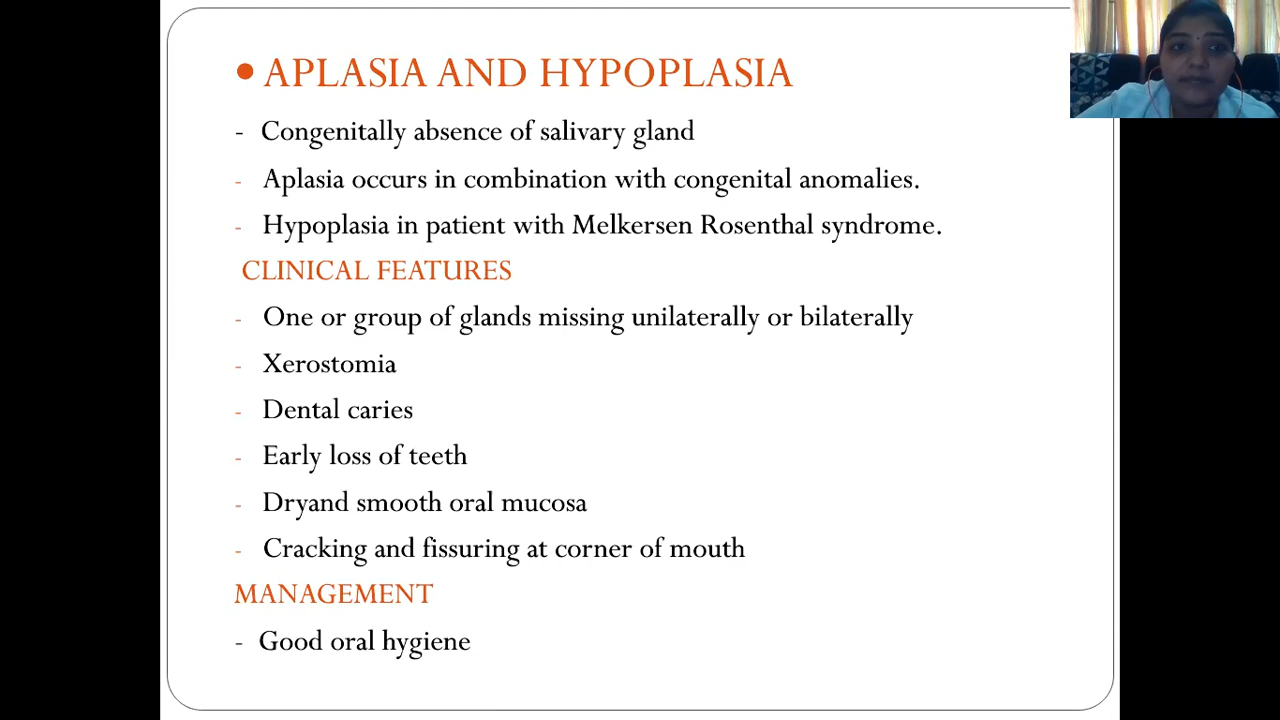 • APLASIA AND HYPOPLASIA
- Congenitally absence of salivary gland
- Aplasia occurs in combination with congenital anomalies.
- Hypoplasia in patient with Melkersen Rosenthal syndrome.
CLINICAL FEATURES
- One or group of glands missing unilaterally or bilaterally
- Xerostomia
- Dental caries
- Early loss of teeth
- Dryand smooth oral mucosa
- Cracking and fissuring at corner of mouth
MANAGEMENT
- Good oral hygiene